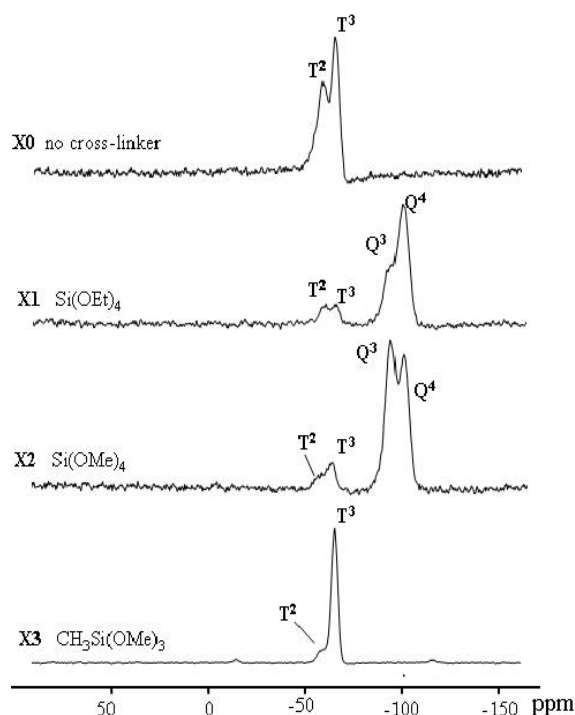 T³
T²
X0 no cross-linker
Q⁴
Q³
X1 Si(OEt)₄
T² T³
Q³
Q⁴
X2 Si(OMe)₄
T² T³
T³
T²
X3 CH₃Si(OMe)₃
50 0 -50 -100 -150 ppm